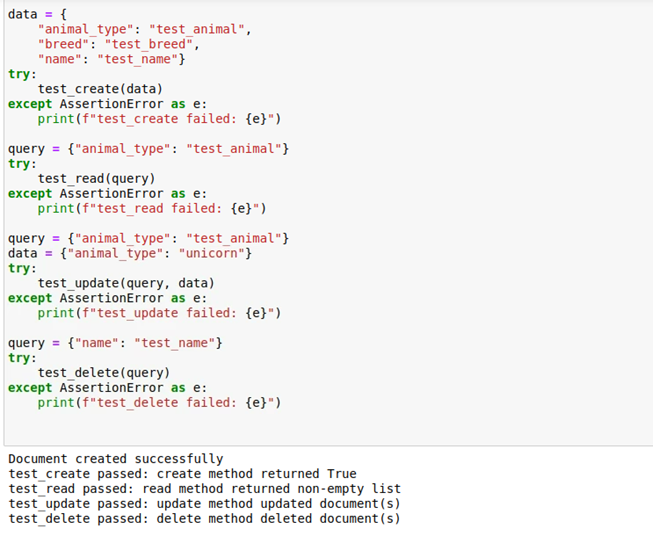 data = {
    "animal_type": "test_animal",
    "breed": "test_breed",
    "name": "test_name"}
try:
    test_create(data)
except AssertionError as e:
    print(f"test_create failed: {e}")

query = {"animal_type": "test_animal"}
try:
    test_read(query)
except AssertionError as e:
    print(f"test_read failed: {e}")

query = {"animal_type": "test_animal"}
data = {"animal_type": "unicorn"}
try:
    test_update(query, data)
except AssertionError as e:
    print(f"test_update failed: {e}")

query = {"name": "test_name"}
try:
    test_delete(query)
except AssertionError as e:
    print(f"test_delete failed: {e}")

Document created successfully
test_create passed: create method returned True
test_read passed: read method returned non-empty list
test_update passed: update method updated document(s)
test_delete passed: delete method deleted document(s)